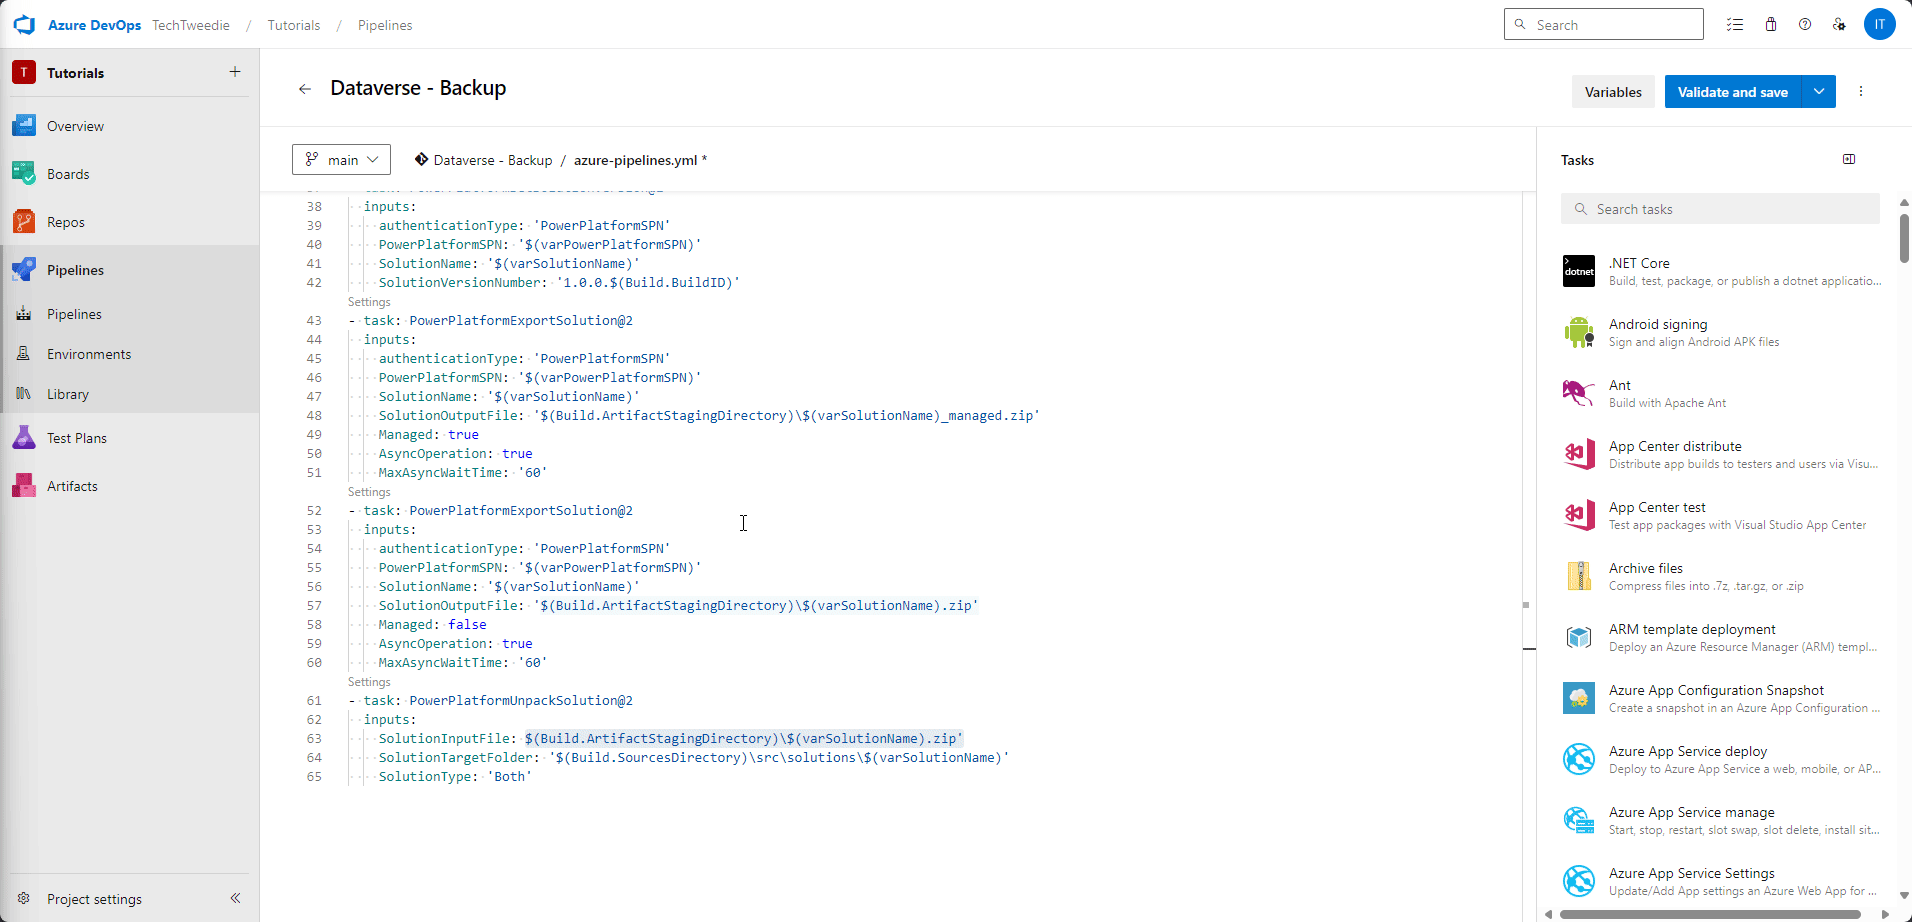 Azure DevOps TechTweedie / Tutorials / Pipelines
Search
IT
T Tutorials +
Overview
Boards
Repos
Pipelines
Pipelines
Environments
Library
Test Plans
Artifacts
Project settings
Dataverse - Backup
Variables
Validate and save
main
Dataverse - Backup / azure-pipelines.yml *
38 inputs:
39 authenticationType: 'PowerPlatformSPN'
40 PowerPlatformSPN: '$(varPowerPlatformSPN)'
41 SolutionName: '$(varSolutionName)'
42 SolutionVersionNumber: '1.0.0.$(Build.BuildID)'
Settings
43 - task: PowerPlatformExportSolution@2
44 inputs:
45 authenticationType: 'PowerPlatformSPN'
46 PowerPlatformSPN: '$(varPowerPlatformSPN)'
47 SolutionName: '$(varSolutionName)'
48 SolutionOutputFile: '$(Build.ArtifactStagingDirectory)\$(varSolutionName)_managed.zip'
49 Managed: true
50 AsyncOperation: true
51 MaxAsyncWaitTime: '60'
Settings
52 - task: PowerPlatformExportSolution@2
53 inputs:
54 authenticationType: 'PowerPlatformSPN'
55 PowerPlatformSPN: '$(varPowerPlatformSPN)'
56 SolutionName: '$(varSolutionName)'
57 SolutionOutputFile: '$(Build.ArtifactStagingDirectory)\$(varSolutionName).zip'
58 Managed: false
59 AsyncOperation: true
60 MaxAsyncWaitTime: '60'
Settings
61 - task: PowerPlatformUnpackSolution@2
62 inputs:
63 SolutionInputFile: $(Build.ArtifactStagingDirectory)\$(varSolutionName).zip'
64 SolutionTargetFolder: '$(Build.SourcesDirectory)\src\solutions\$(varSolutionName)'
65 SolutionType: 'Both'
Tasks
Search tasks
dotnet
.NET Core
Build, test, package, or publish a dotnet applicatio...
Android signing
Sign and align Android APK files
Ant
Build with Apache Ant
App Center distribute
Distribute app builds to testers and users via Visu...
App Center test
Test app packages with Visual Studio App Center
Archive files
Compress files into .7z, .tar.gz, or .zip
ARM template deployment
Deploy an Azure Resource Manager (ARM) templ...
Azure App Configuration Snapshot
Create a snapshot in an Azure App Configuration ...
Azure App Service deploy
Deploy to Azure App Service a web, mobile, or AP...
Azure App Service manage
Start, stop, restart, slot swap, slot delete, install sit...
Azure App Service Settings
Update/Add App settings an Azure Web App for ...